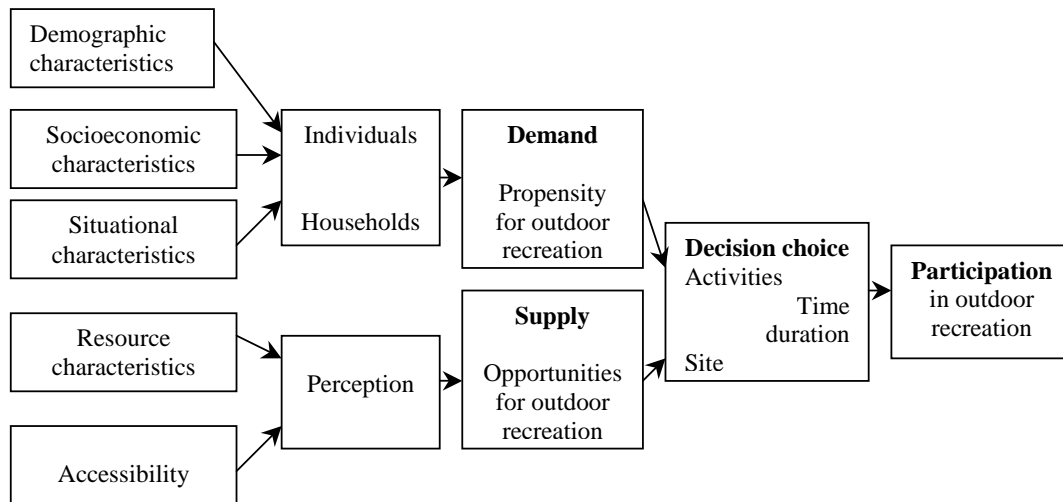 Demographic
characteristics
Socioeconomic
characteristics
Situational
characteristics
Resource
characteristics
Accessibility
Individuals
Households
Perception
Demand
Propensity
for outdoor
recreation
Supply
Opportunities
for outdoor
recreation
Decision choice
Activities
Time
duration
Site
Participation
in outdoor
recreation